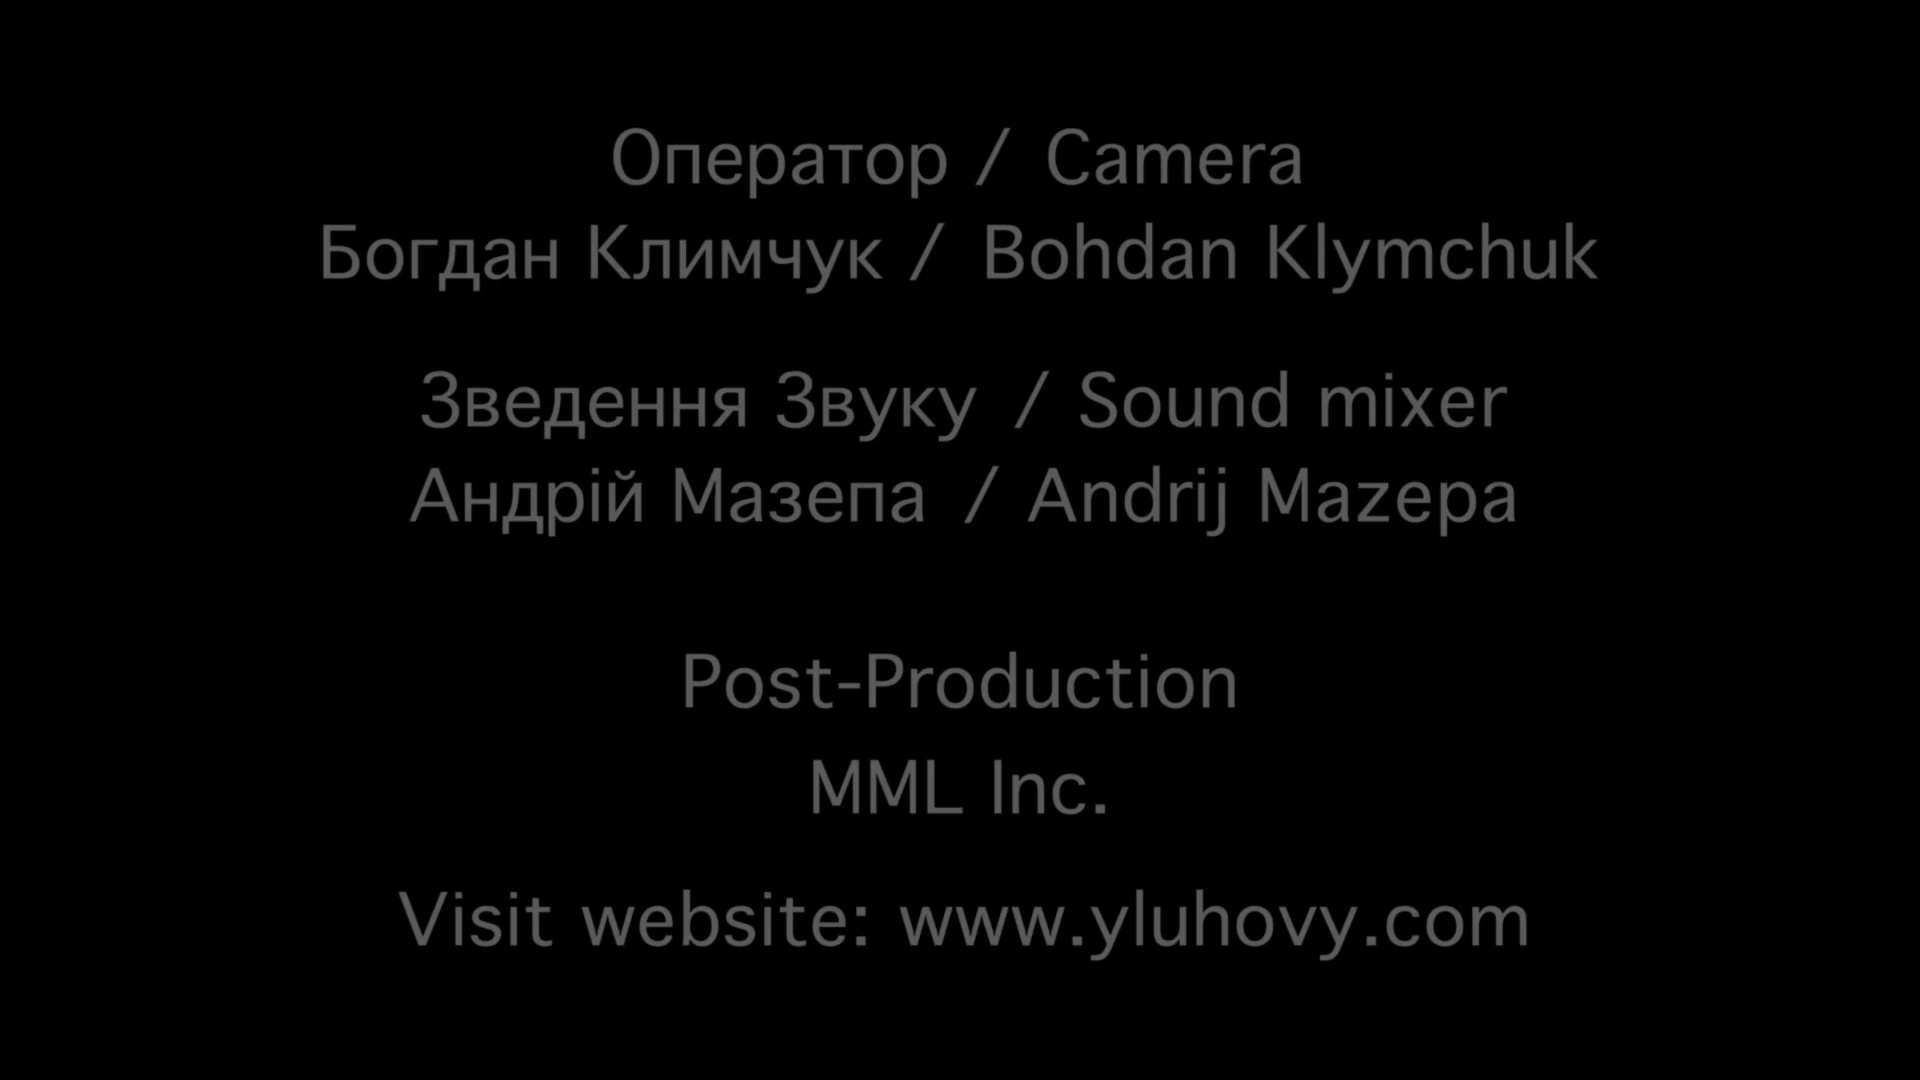 Оператор / Camera
Богдан Климчук / Bohdan Klymchuk
Зведення Звуку / Sound mixer
Андрій Мазепа / Andrij Mazepa
Post-Production
MML Inc.
Visit website: www.yluhovy.com